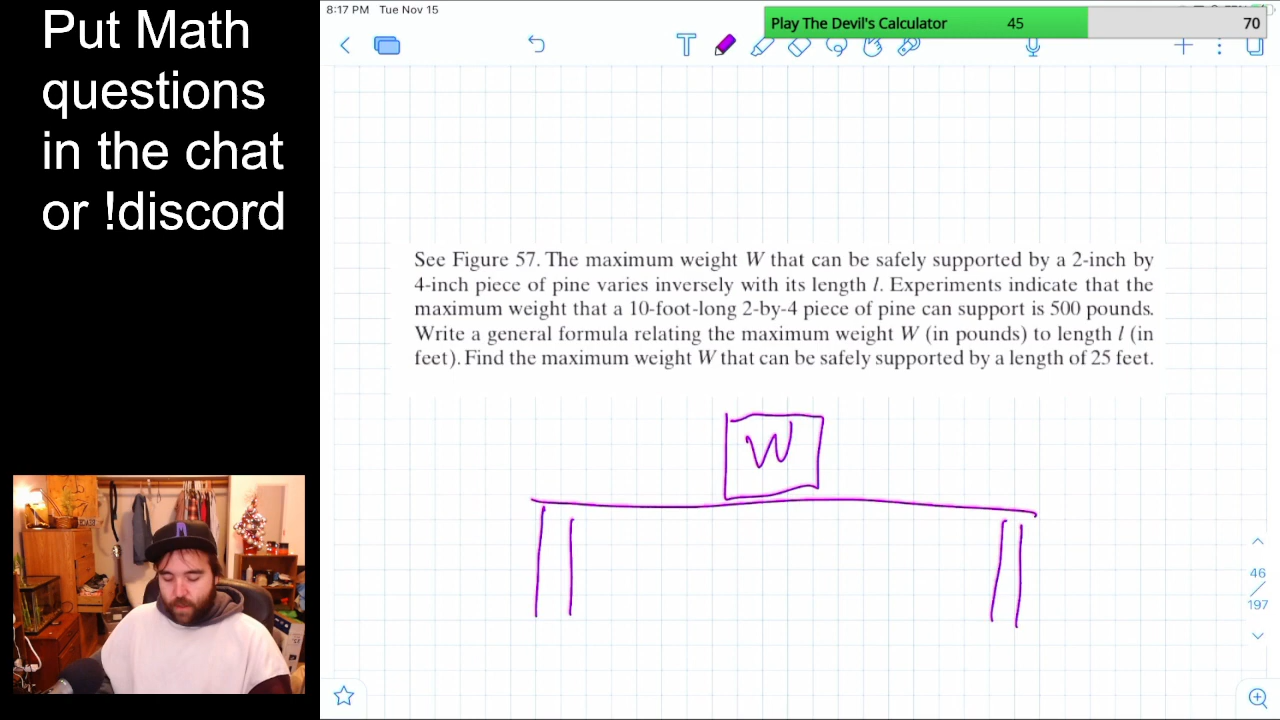 Put Math
questions
in the chat
or !discord
8:17 PM Tue Nov 15
Play The Devil's Calculator 45 70
T
See Figure 57. The maximum weight W that can be safely supported by a 2-inch by
4-inch piece of pine varies inversely with its length l. Experiments indicate that the
maximum weight that a 10-foot-long 2-by-4 piece of pine can support is 500 pounds.
Write a general formula relating the maximum weight W (in pounds) to length l (in
feet). Find the maximum weight W that can be safely supported by a length of 25 feet.
W
46
197